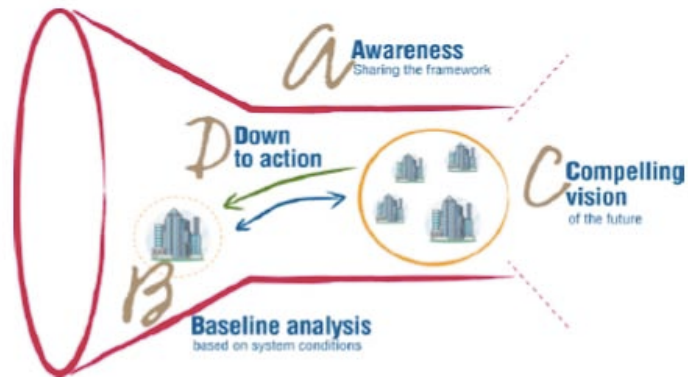 A
Awareness
Sharing the framework
D
Down
to action
C
Compelling
vision
of the future
B
Baseline analysis
based on system conditions